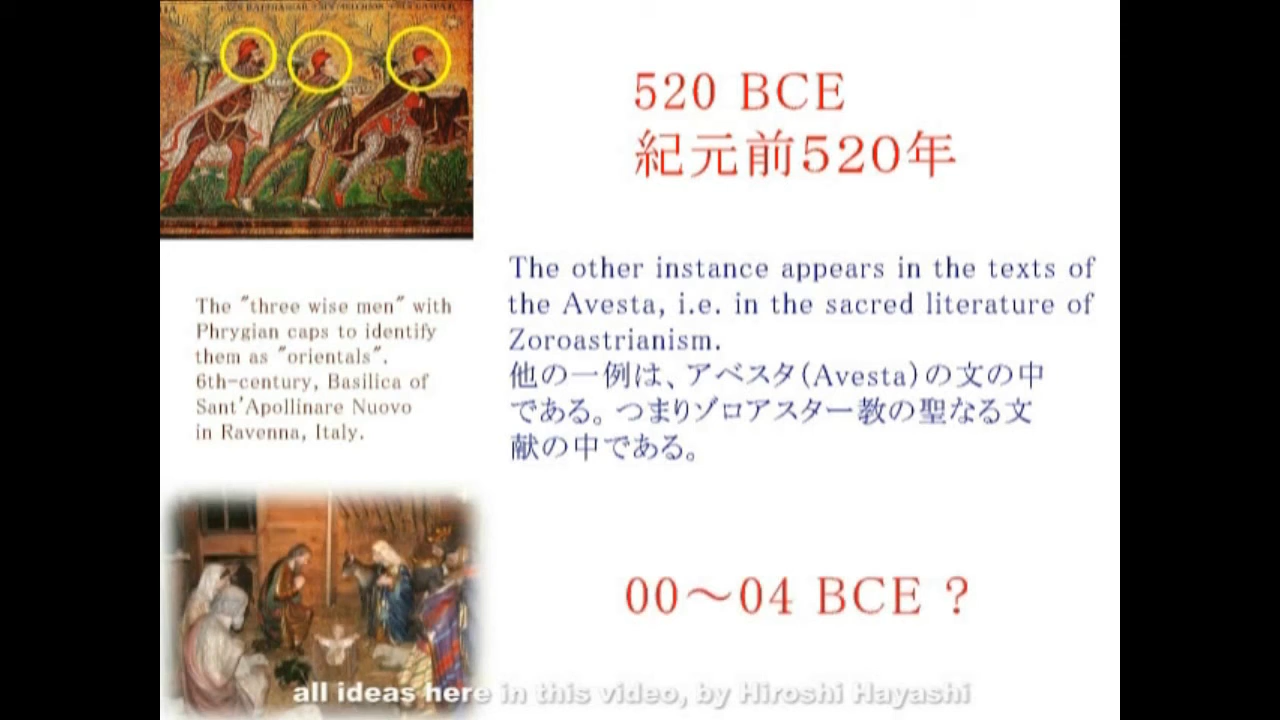 520 BCE
紀元前520年
The other instance appears in the texts of
the Avesta, i.e. in the sacred literature of
Zoroastrianism.
他の一例は、アベスタ(Avesta)の文の中
である。つまりゾロアスター教の聖なる文
献の中である。
The "three wise men" with
Phrygian caps to identify
them as "orientals".
6th-century, Basilica of
Sant'Apollinare Nuovo
in Ravenna, Italy.
00〜04 BCE ?
all ideas here in this video, by Hiroshi Hayashi